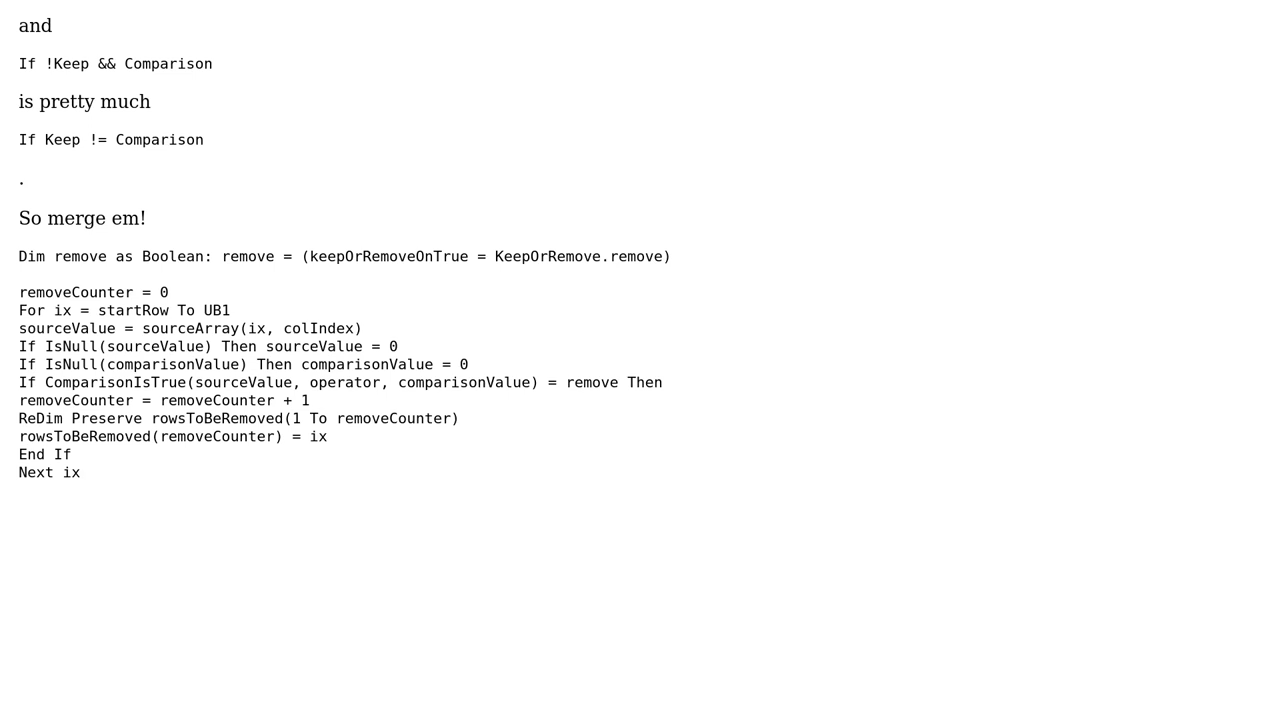 and
If !Keep && Comparison
is pretty much
If Keep != Comparison
.
So merge em!
Dim remove as Boolean: remove = (keepOrRemoveOnTrue = KeepOrRemove.remove)
removeCounter = 0
For ix = startRow To UB1
sourceValue = sourceArray(ix, colIndex)
If IsNull(sourceValue) Then sourceValue = 0
If IsNull(comparisonValue) Then comparisonValue = 0
If ComparisonIsTrue(sourceValue, operator, comparisonValue) = remove Then
removeCounter = removeCounter + 1
ReDim Preserve rowsToBeRemoved(1 To removeCounter)
rowsToBeRemoved(removeCounter) = ix
End If
Next ix